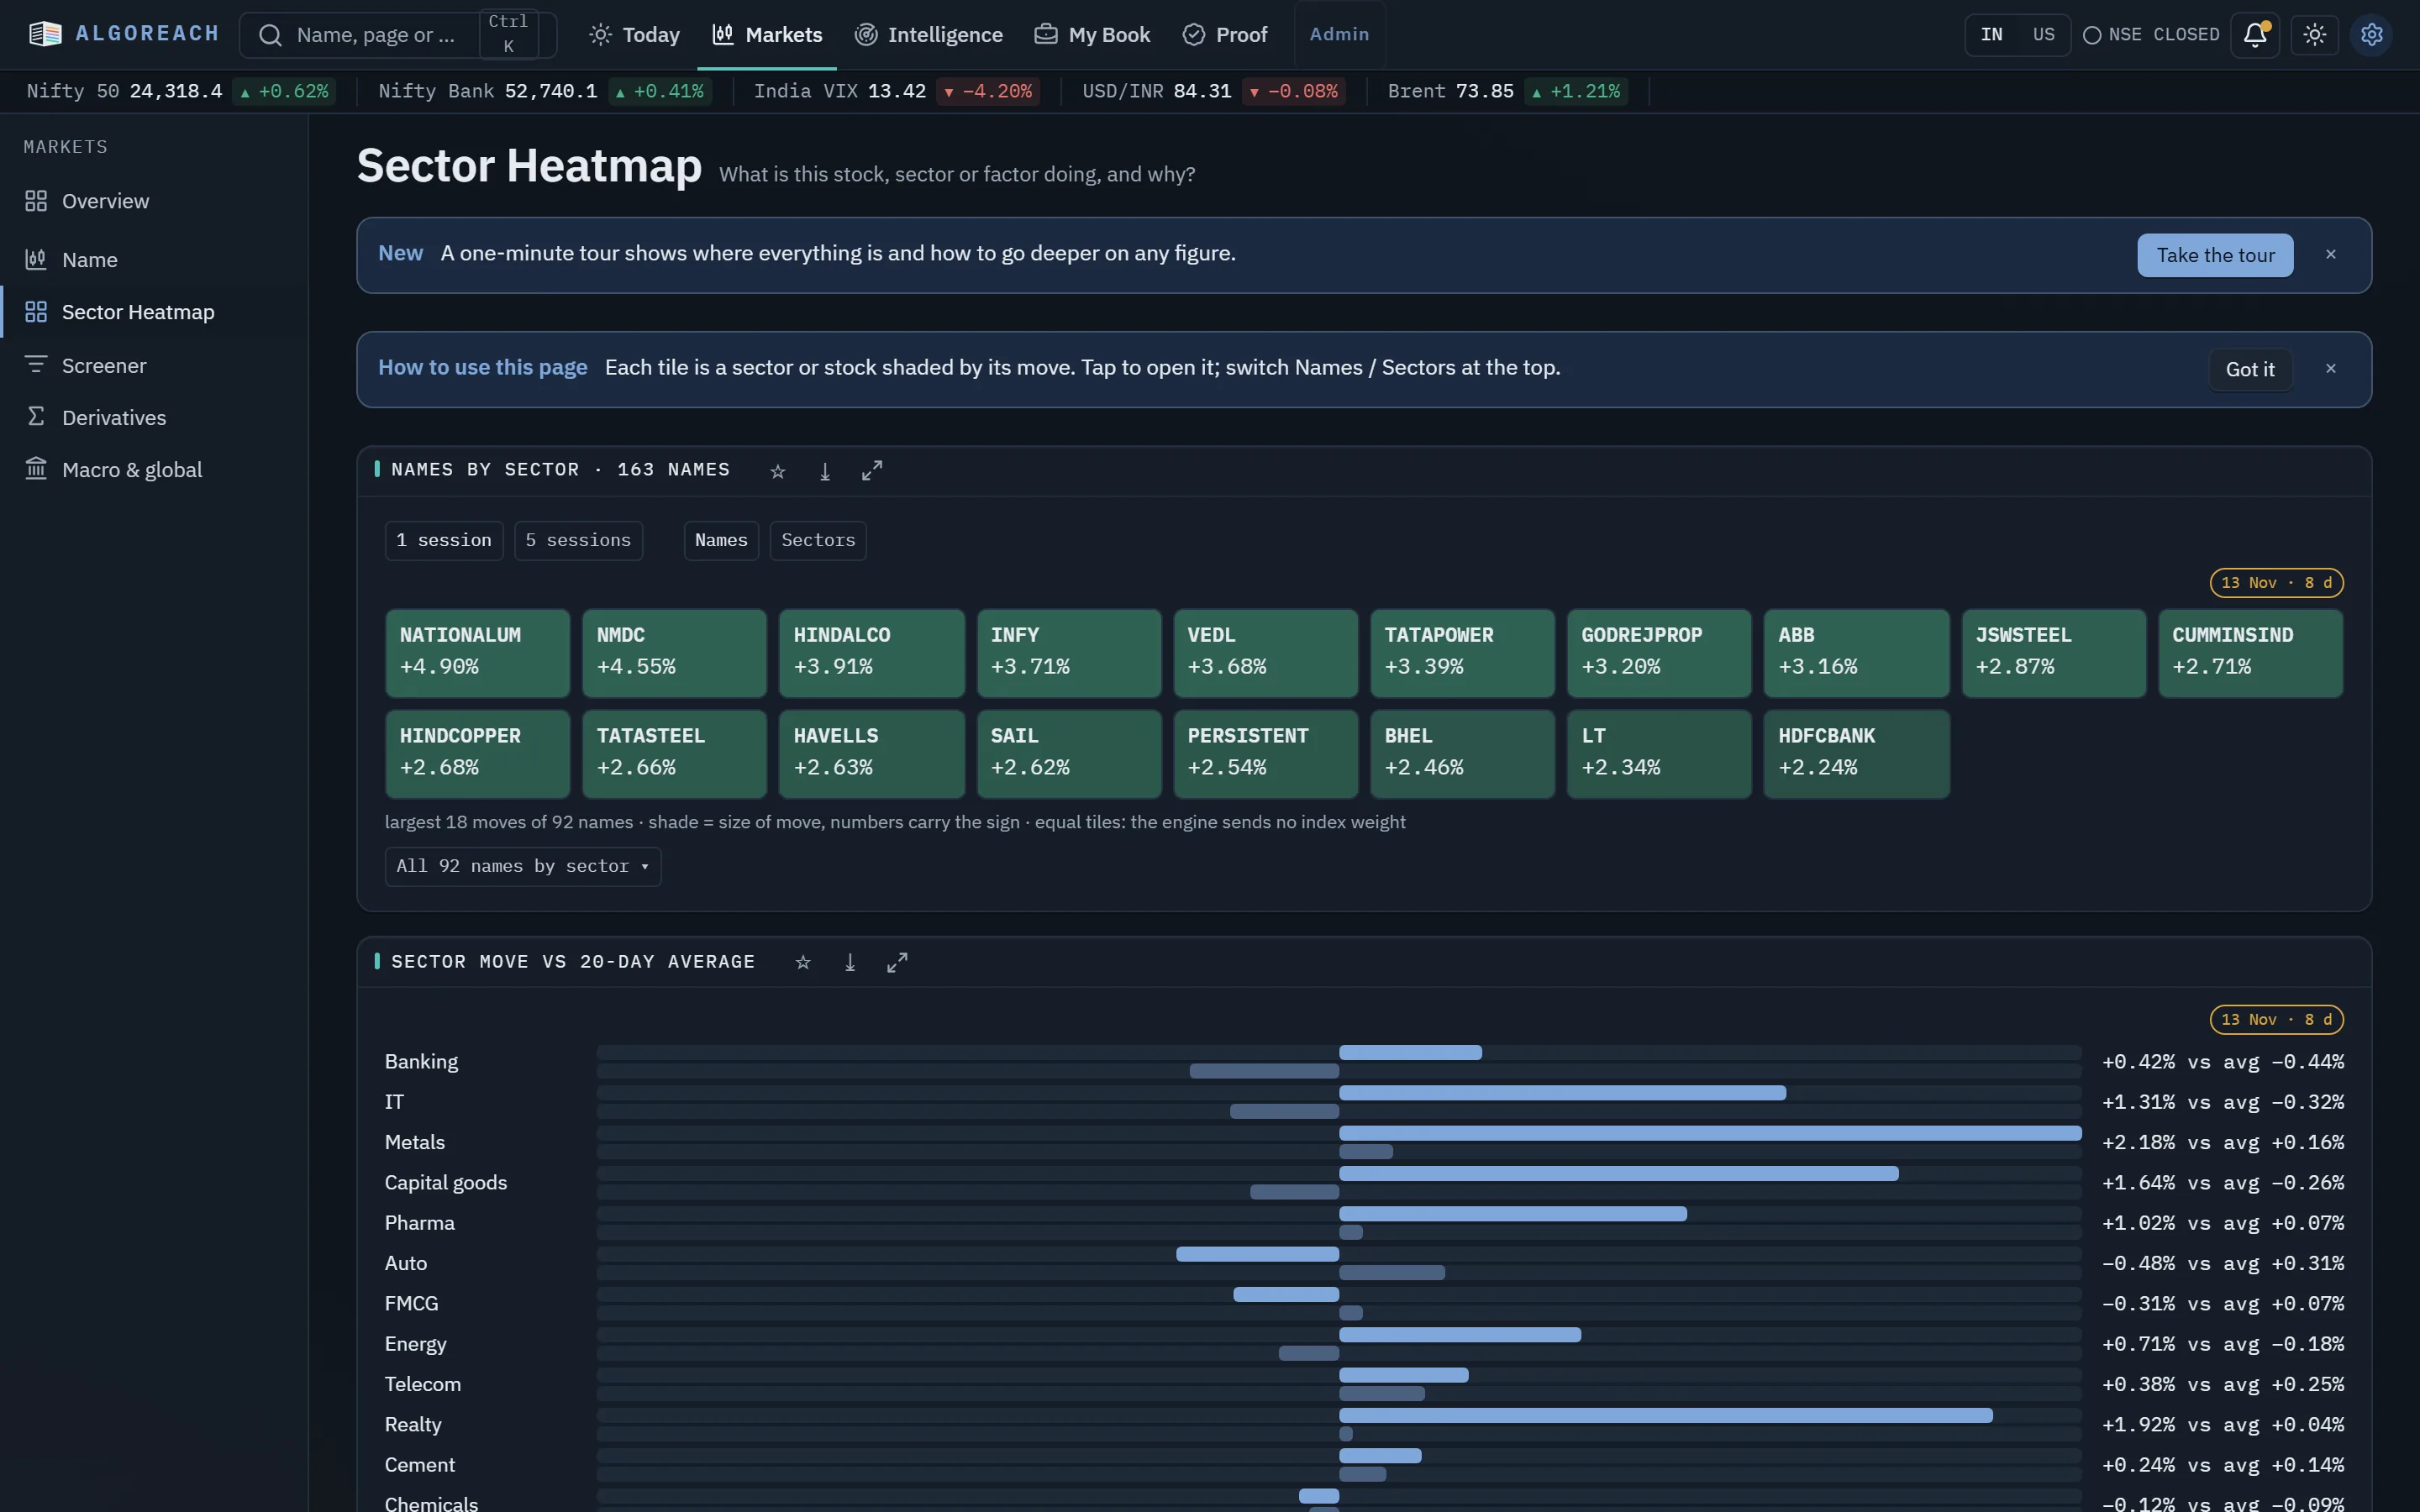 ALGOREACH Name, page or ... Ctrl K Today Markets Intelligence My Book Proof Admin IN US NSE CLOSED
Nifty 50 24,318.4 ▲ +0.62% Nifty Bank 52,740.1 ▲ +0.41% India VIX 13.42 ▼ −4.20% USD/INR 84.31 ▼ −0.08% Brent 73.85 ▲ +1.21%
MARKETS
Overview
Name
Sector Heatmap
Screener
Derivatives
Macro & global
Sector Heatmap What is this stock, sector or factor doing, and why?
New A one-minute tour shows where everything is and how to go deeper on any figure. Take the tour ×
How to use this page Each tile is a sector or stock shaded by its move. Tap to open it; switch Names / Sectors at the top. Got it ×
NAMES BY SECTOR · 163 NAMES
1 session 5 sessions Names Sectors
13 Nov · 8 d
NATIONALUM NMDC HINDALCO INFY VEDL TATAPOWER GODREJPROP ABB JSWSTEEL CUMMINSIND
+4.90% +4.55% +3.91% +3.71% +3.68% +3.39% +3.20% +3.16% +2.87% +2.71%
HINDCOPPER TATASTEEL HAVELLS SAIL PERSISTENT BHEL LT HDFCBANK
+2.68% +2.66% +2.63% +2.62% +2.54% +2.46% +2.34% +2.24%
largest 18 moves of 92 names · shade = size of move, numbers carry the sign · equal tiles: the engine sends no index weight
All 92 names by sector ▾
SECTOR MOVE VS 20-DAY AVERAGE
13 Nov · 8 d
Banking +0.42% vs avg −0.44%
IT +1.31% vs avg −0.32%
Metals +2.18% vs avg +0.16%
Capital goods +1.64% vs avg −0.26%
Pharma +1.02% vs avg +0.07%
Auto −0.48% vs avg +0.31%
FMCG −0.31% vs avg +0.07%
Energy +0.71% vs avg −0.18%
Telecom +0.38% vs avg +0.25%
Realty +1.92% vs avg +0.04%
Cement +0.24% vs avg +0.14%
Chemicals −0.12% vs avg −0.09%